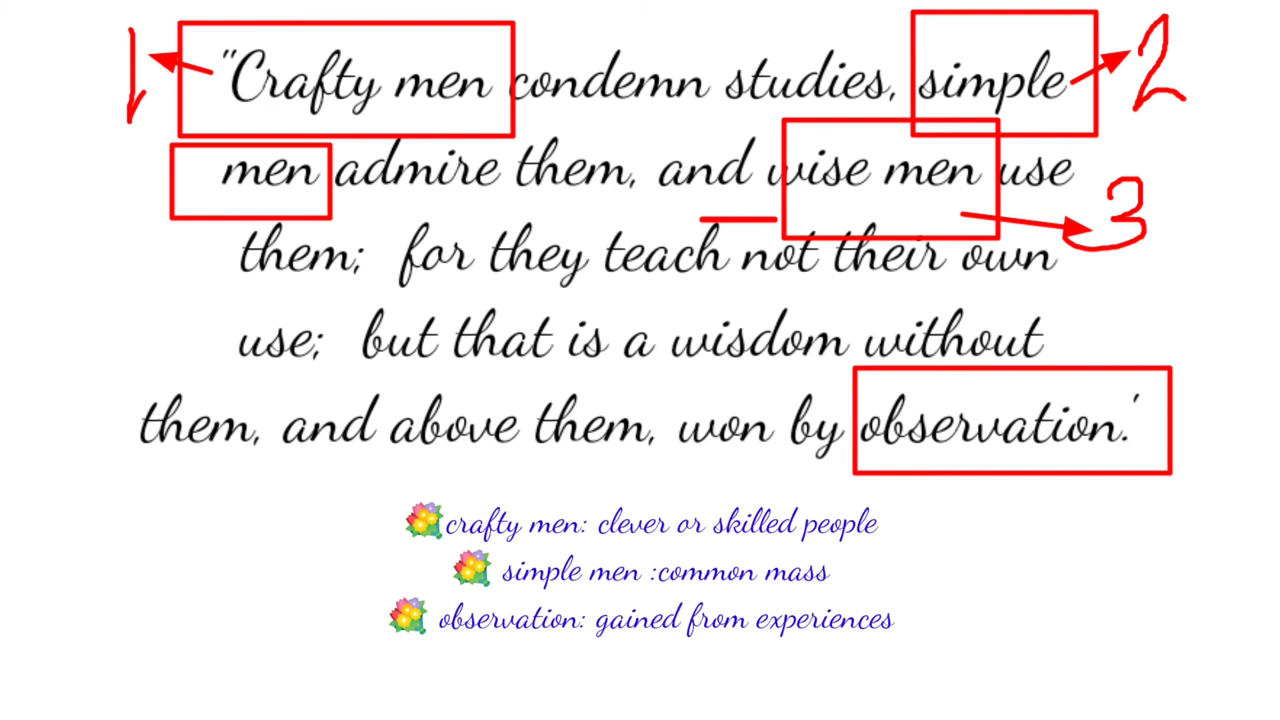 1 "Crafty men condemn studies, simple 2
men admire them, and wise men use
3
them; for they teach not their own
use; but that is a wisdom without
them, and above them, won by observation.'
crafty men: clever or skilled people
simple men :common mass
observation: gained from experiences